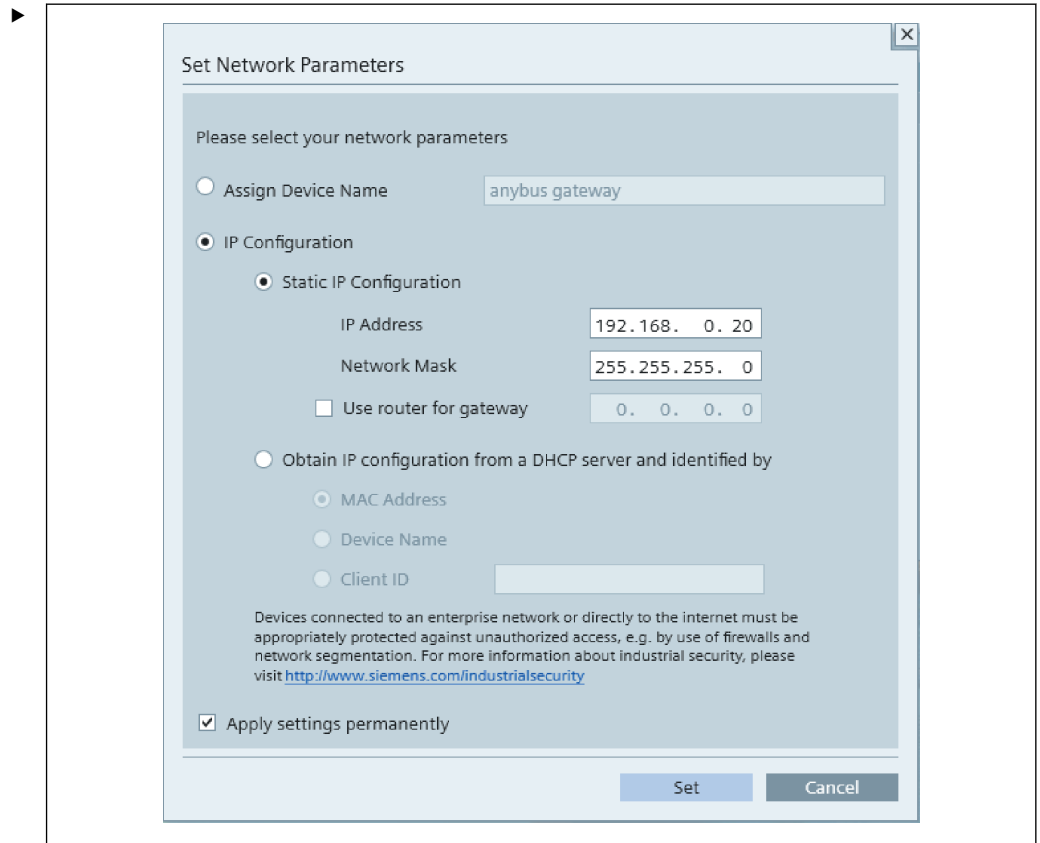 Set Network Parameters
Please select your network parameters
Assign Device Name anybus gateway
IP Configuration
Static IP Configuration
IP Address 192.168. 0. 20
Network Mask 255.255.255. 0
Use router for gateway 0. 0. 0. 0
Obtain IP configuration from a DHCP server and identified by
MAC Address
Device Name
Client ID
Devices connected to an enterprise network or directly to the internet must be
appropriately protected against unauthorized access, e.g. by use of firewalls and
network segmentation. For more information about industrial security, please
visit http://www.siemens.com/industrialsecurity
Apply settings permanently
Set Cancel